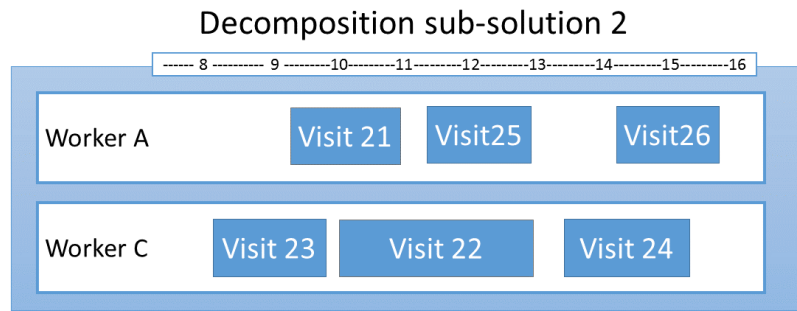 Decomposition sub-solution 2
------ 8 ---------- 9 ---------10---------11---------12---------13---------14---------15---------16
Worker A
Visit 21
Visit25
Visit26
Worker C
Visit 23
Visit 22
Visit 24